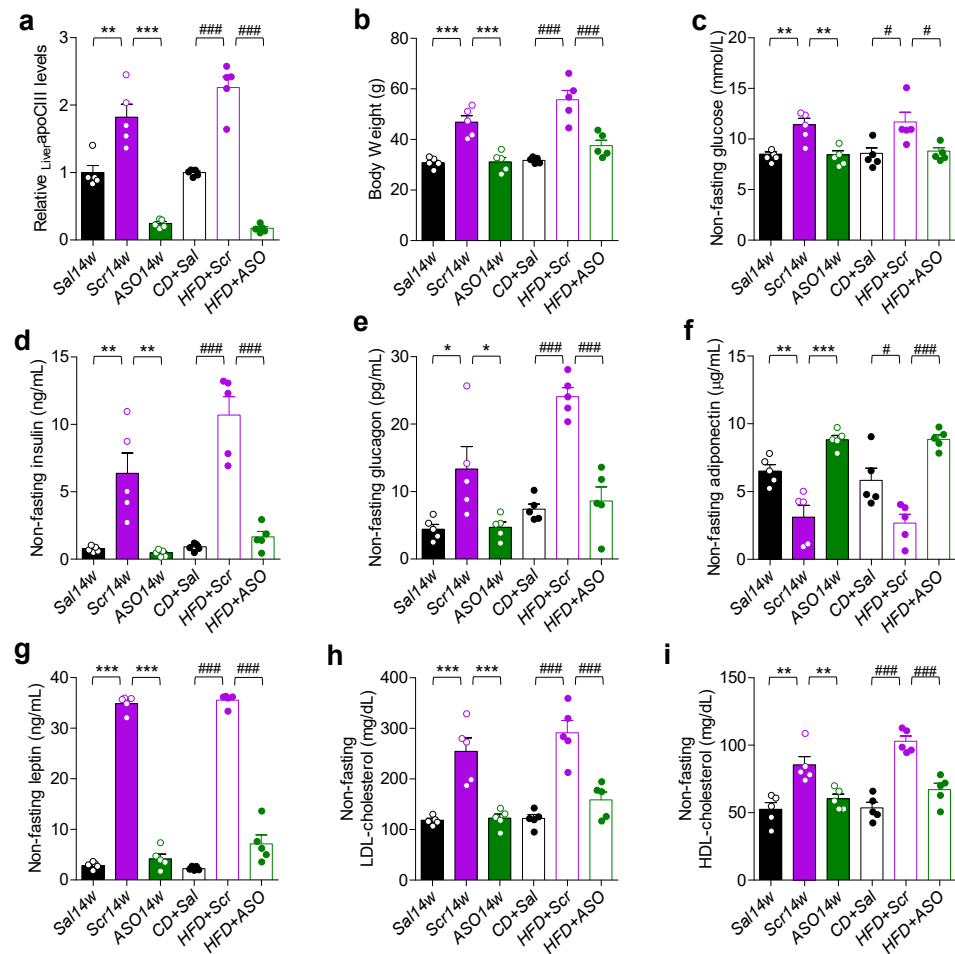 a
** *** ### ###
Relative LiverapoCIII levels
3
2
1
0
Sal14w Scr14w ASO14w CD+Sal HFD+Scr HFD+ASO
b
*** *** ### ###
Body Weight (g)
80
60
40
20
0
Sal14w Scr14w ASO14w CD+Sal HFD+Scr HFD+ASO
c
** ** # #
Non-fasting glucose (mmol/L)
20
15
10
5
0
Sal14w Scr14w ASO14w CD+Sal HFD+Scr HFD+ASO
d
** ** ### ###
Non-fasting insulin (ng/mL)
15
10
5
0
Sal14w Scr14w ASO14w CD+Sal HFD+Scr HFD+ASO
e
* * ### ###
Non-fasting glucagon (pg/mL)
30
20
10
0
Sal14w Scr14w ASO14w CD+Sal HFD+Scr HFD+ASO
f
** *** # ###
Non-fasting adiponectin (µg/mL)
15
10
5
0
Sal14w Scr14w ASO14w CD+Sal HFD+Scr HFD+ASO
g
*** *** ### ###
Non-fasting leptin (ng/mL)
40
30
20
10
0
Sal14w Scr14w ASO14w CD+Sal HFD+Scr HFD+ASO
h
*** *** ### ###
Non-fasting
LDL-cholesterol (mg/dL)
400
300
200
100
0
Sal14w Scr14w ASO14w CD+Sal HFD+Scr HFD+ASO
i
** ** ### ###
Non-fasting
HDL-cholesterol (mg/dL)
150
100
50
0
Sal14w Scr14w ASO14w CD+Sal HFD+Scr HFD+ASO